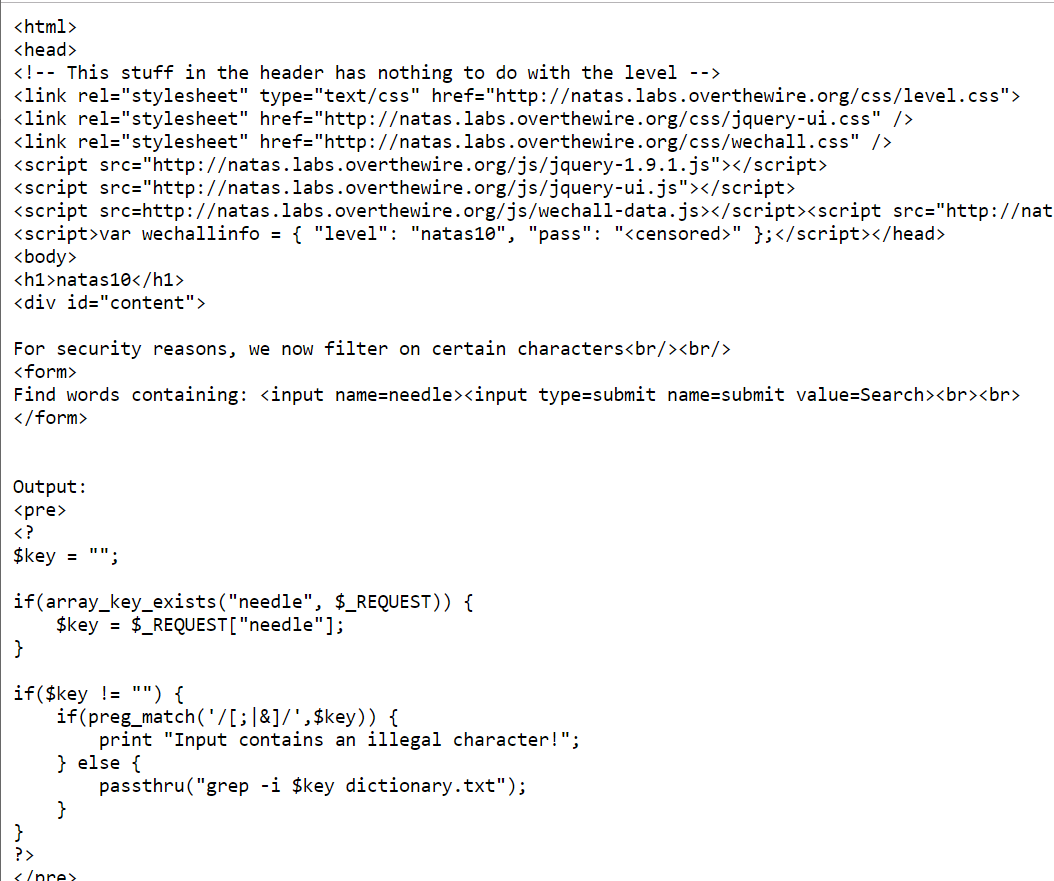 <html>
<head>
<!-- This stuff in the header has nothing to do with the level -->
<link rel="stylesheet" type="text/css" href="http://natas.labs.overthewire.org/css/level.css">
<link rel="stylesheet" href="http://natas.labs.overthewire.org/css/jquery-ui.css" />
<link rel="stylesheet" href="http://natas.labs.overthewire.org/css/wechall.css" />
<script src="http://natas.labs.overthewire.org/js/jquery-1.9.1.js"></script>
<script src="http://natas.labs.overthewire.org/js/jquery-ui.js"></script>
<script src=http://natas.labs.overthewire.org/js/wechall-data.js></script><script src="http://nat
<script>var wechallinfo = { "level": "natas10", "pass": "<censored>" };</script></head>
<body>
<h1>natas10</h1>
<div id="content">
For security reasons, we now filter on certain characters<br/><br/>
<form>
Find words containing: <input name=needle><input type=submit name=submit value=Search><br><br>
</form>
Output:
<pre>
<?
$key = "";
if(array_key_exists("needle", $_REQUEST)) {
    $key = $_REQUEST["needle"];
}
if($key != "") {
    if(preg_match('/[;|&]/',$key)) {
        print "Input contains an illegal character!";
    } else {
        passthru("grep -i $key dictionary.txt");
    }
}
?>
</pre>